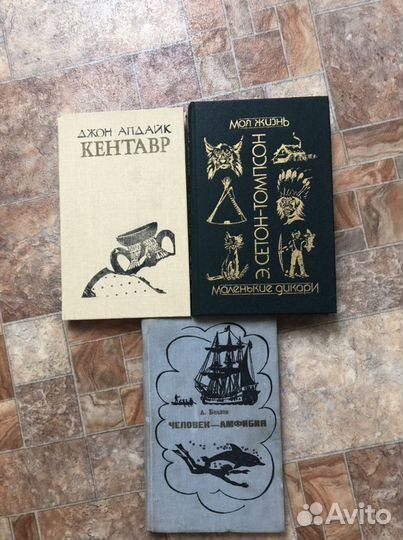 ДЖОН АПДАЙК
КЕНТАВР
МОЯ ЖИЗНЬ
Э. СЕТОН-ТОМПСОН
МАЛЕНЬКИЕ ДИКАРИ
А. Беляев
ЧЕЛОВЕК—АМФИБИЯ
Avito